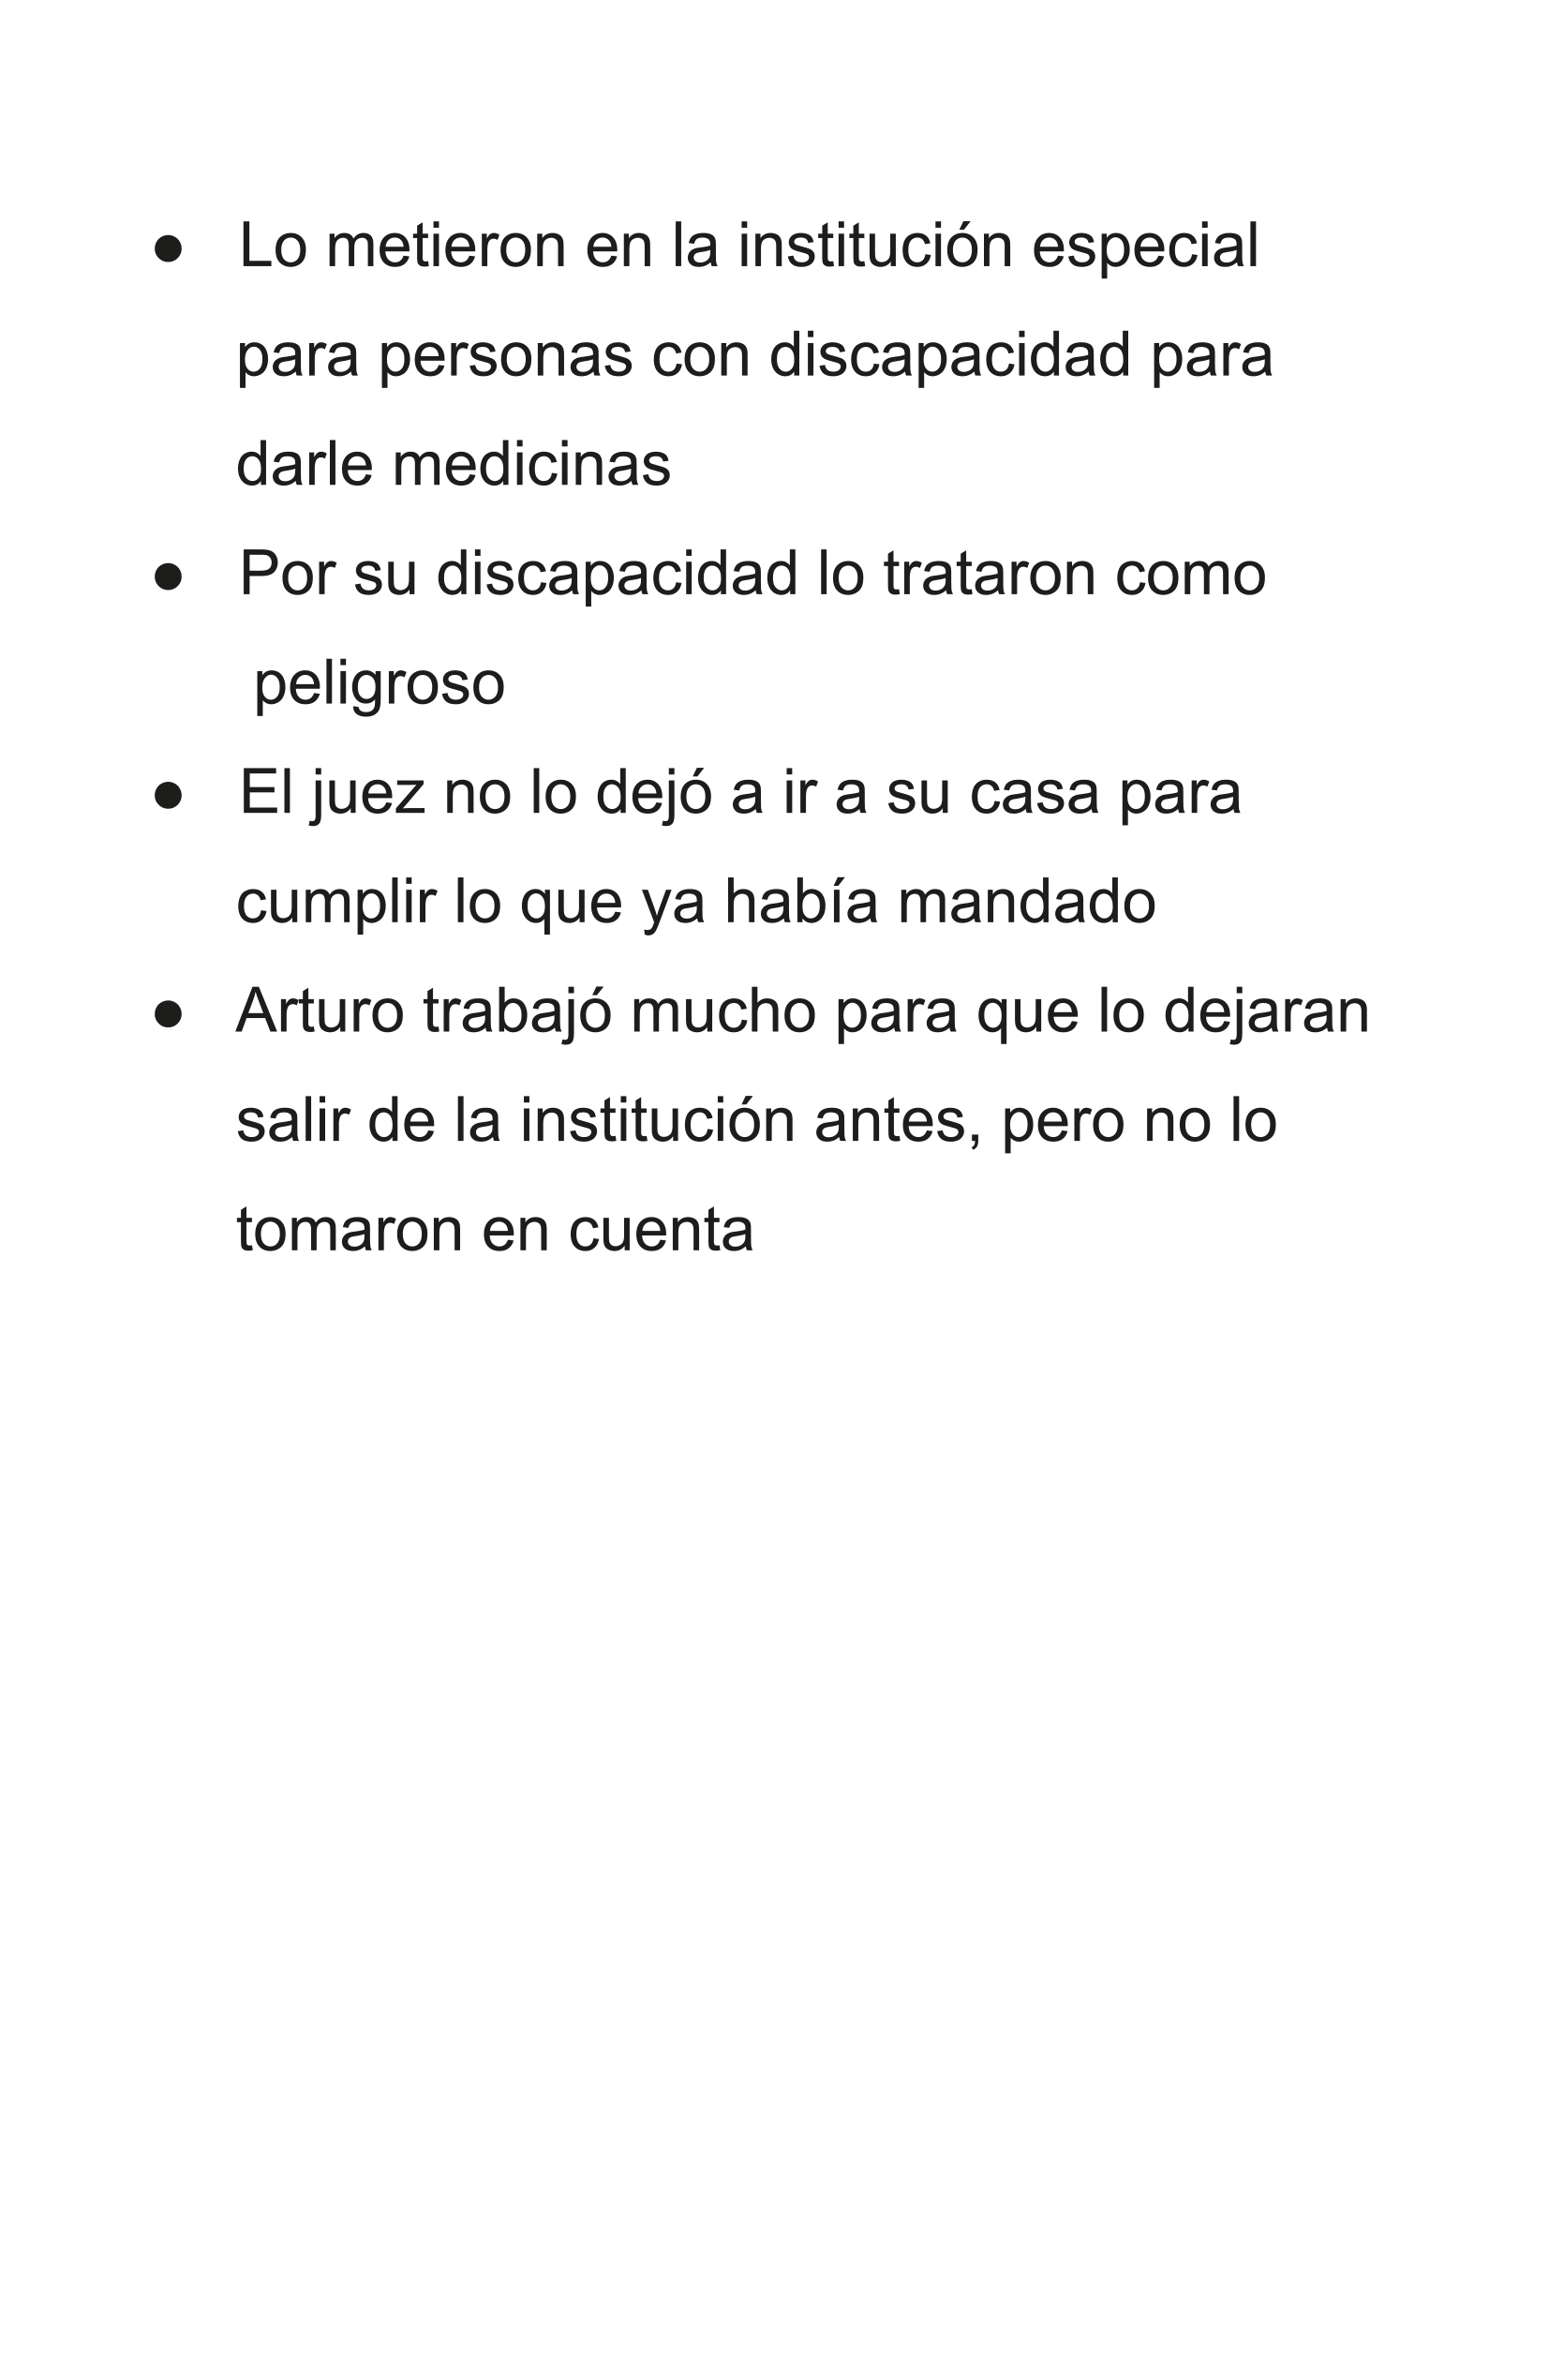 ● Lo metieron en la institución especial
para personas con discapacidad para
darle medicinas
● Por su discapacidad lo trataron como
peligroso
● El juez no lo dejó a ir a su casa para
cumplir lo que ya había mandado
● Arturo trabajó mucho para que lo dejaran
salir de la institución antes, pero no lo
tomaron en cuenta